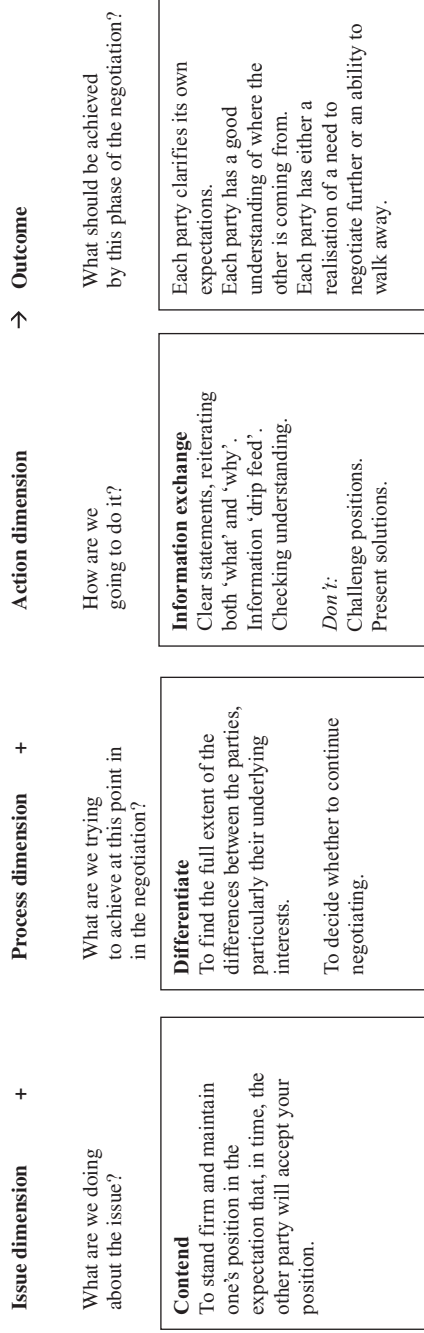 Issue dimension + Process dimension + Action dimension → Outcome
What are we doing
about the issue?
What are we trying
to achieve at this point in
in the negotiation?
How are we
going to do it?
What should be achieved
by this phase of the negotiation?
Contend
To stand firm and maintain
one's position in the
expectation that, in time, the
other party will accept your
position.
Differentiate
To find the full extent of the
differences between the parties,
particularly their underlying
interests.
To decide whether to continue
negotiating.
Information exchange
Clear statements, reiterating
both ‘what’ and ‘why’.
Information ‘drip feed’.
Checking understanding.
Don't:
Challenge positions.
Present solutions.
Each party clarifies its own
expectations.
Each party has a good
understanding of where the
other is coming from.
Each party has either a
realisation of a need to
negotiate further or an ability to
walk away.